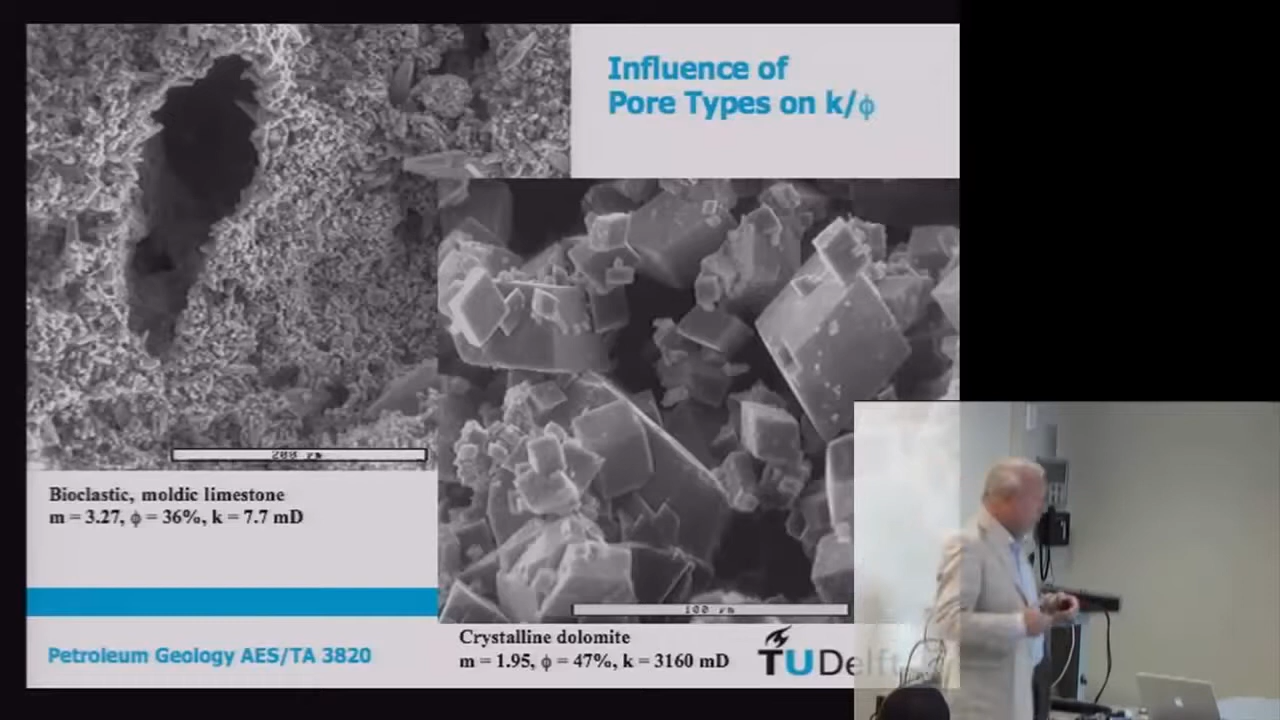 Influence of
Pore Types on k/ϕ
Bioclastic, moldic limestone
m = 3.27, ϕ = 36%, k = 7.7 mD
Crystalline dolomite
m = 1.95, ϕ = 47%, k = 3160 mD
Petroleum Geology AES/TA 3820
TU Delft